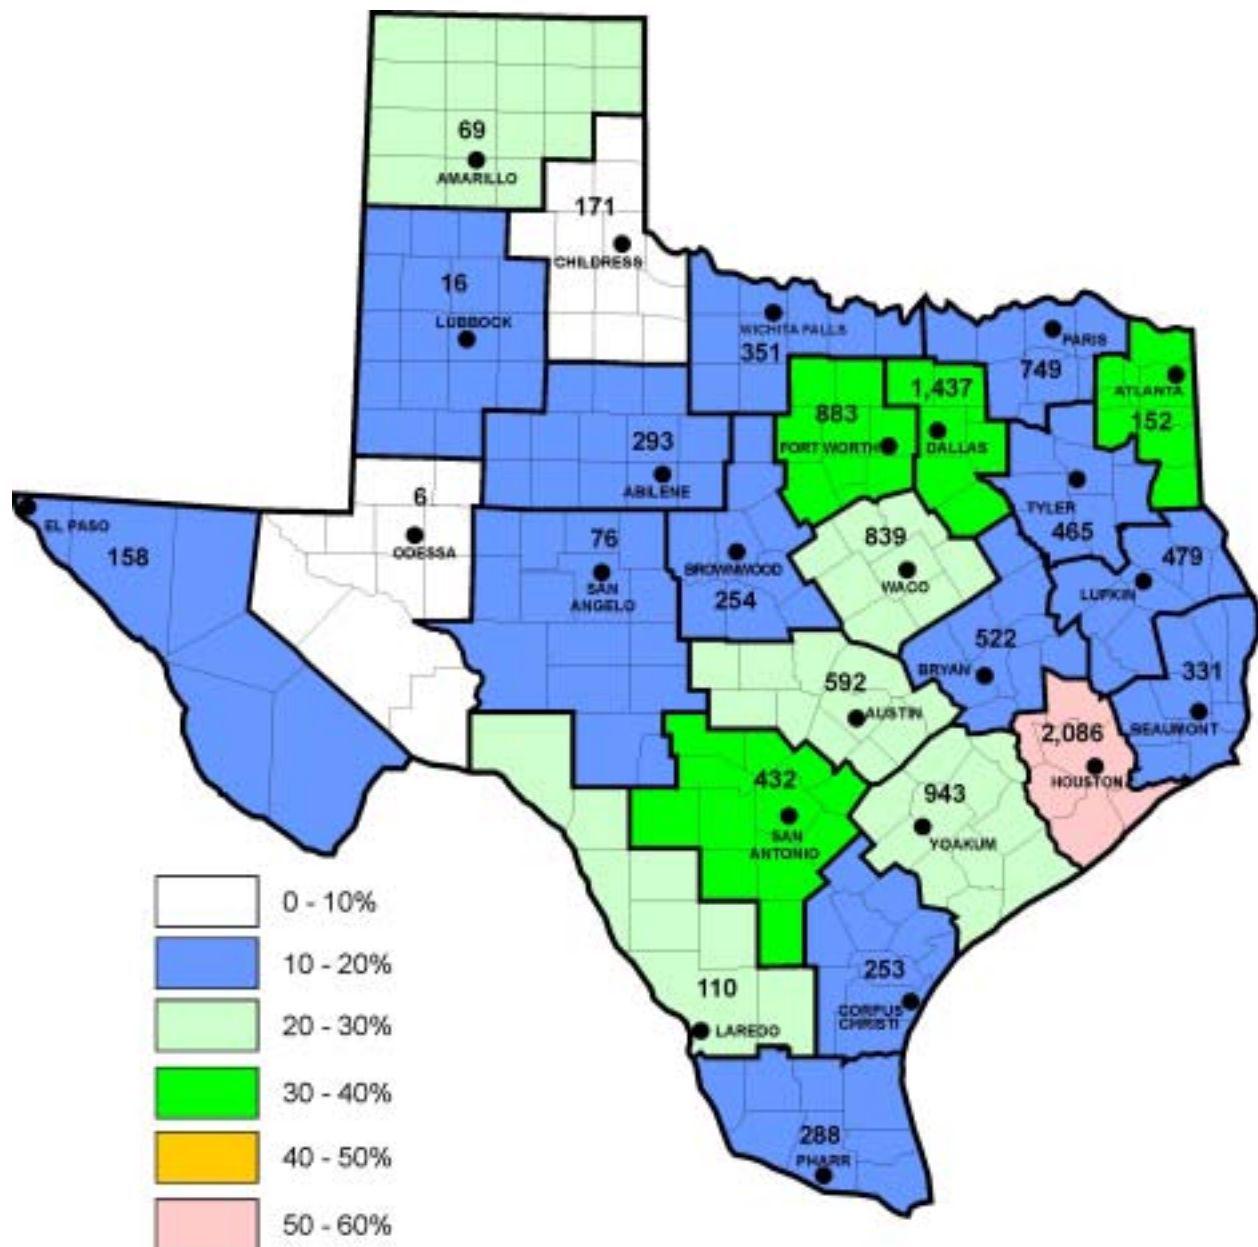 69
AMARILLO
171
CHILDRESS
16
LUBBOCK
WICHITA FALLS
351
PARIS
749
ATLANTA
152
1,437
DALLAS
883
FORT WORTH
293
ABILENE
6
ODESSA
EL PASO
158
76
SAN
ANGELO
BROWNWOOD
254
839
WACO
TYLER
465
479
LUFKIN
522
BRYAN
331
BEAUMONT
592
AUSTIN
2,086
HOUSTON
432
SAN
ANTONIO
943
YOAKUM
253
CORPUS
CHRISTI
110
LAREDO
288
PHARR
0 - 10%
10 - 20%
20 - 30%
30 - 40%
40 - 50%
50 - 60%